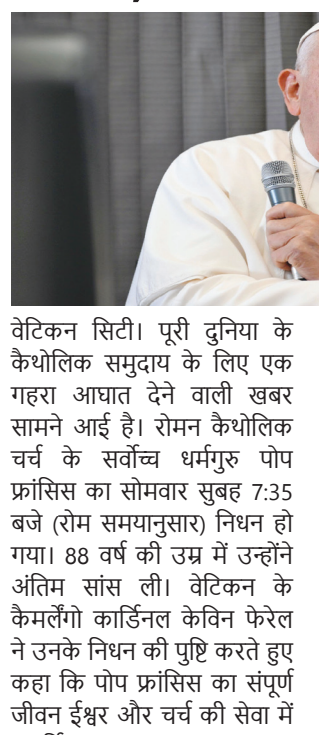 वेटिकन सिटी। पूरी दुनिया के
कैथोलिक समुदाय के लिए एक
गहरा आघात देने वाली खबर
सामने आई है। रोमन कैथोलिक
चर्च के सर्वोच्च धर्मगुरु पोप
फ्रांसिस का सोमवार सुबह 7:35
बजे (रोम समयानुसार) निधन हो
गया। 88 वर्ष की उम्र में उन्होंने
अंतिम सांस ली। वेटिकन के
कैमर्लेंगो कार्डिनल केविन फेरेल
ने उनके निधन की पुष्टि करते हुए
कहा कि पोप फ्रांसिस का संपूर्ण
जीवन ईश्वर और चर्च की सेवा में